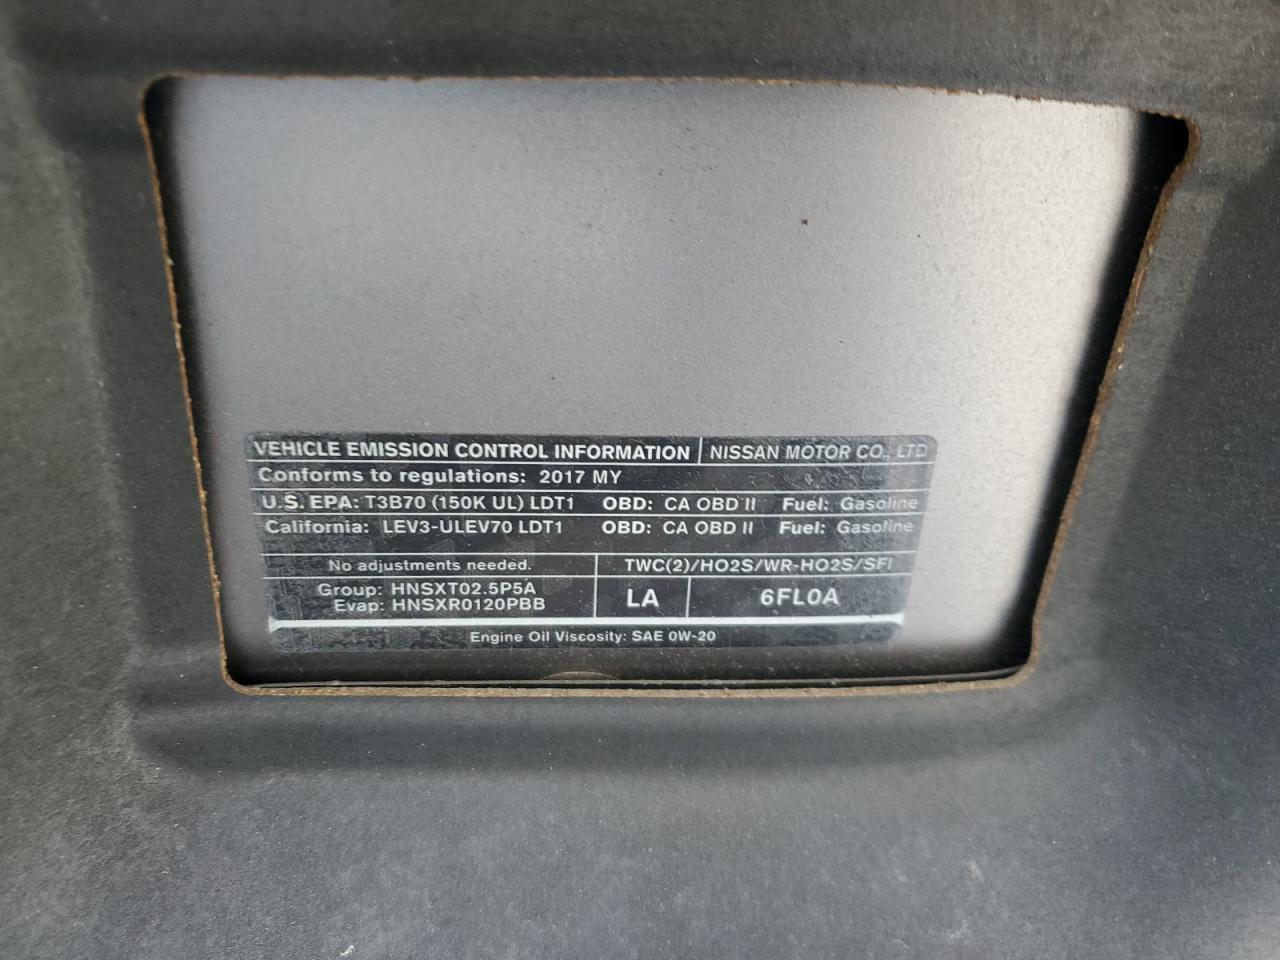 VEHICLE EMISSION CONTROL INFORMATION NISSAN MOTOR CO., LTD
Conforms to regulations: 2017 MY
U.S. EPA: T3B70 (150K UL) LDT1 OBD: CA OBD II Fuel: Gasoline
California: LEV3-ULEV70 LDT1 OBD: CA OBD II Fuel: Gasoline
No adjustments needed. TWC(2)/HO2S/WR-HO2S/SFI
Group: HNSXT02.5P5A
Evap: HNSXR0120PBB
LA 6FL0A
Engine Oil Viscosity: SAE 0W-20